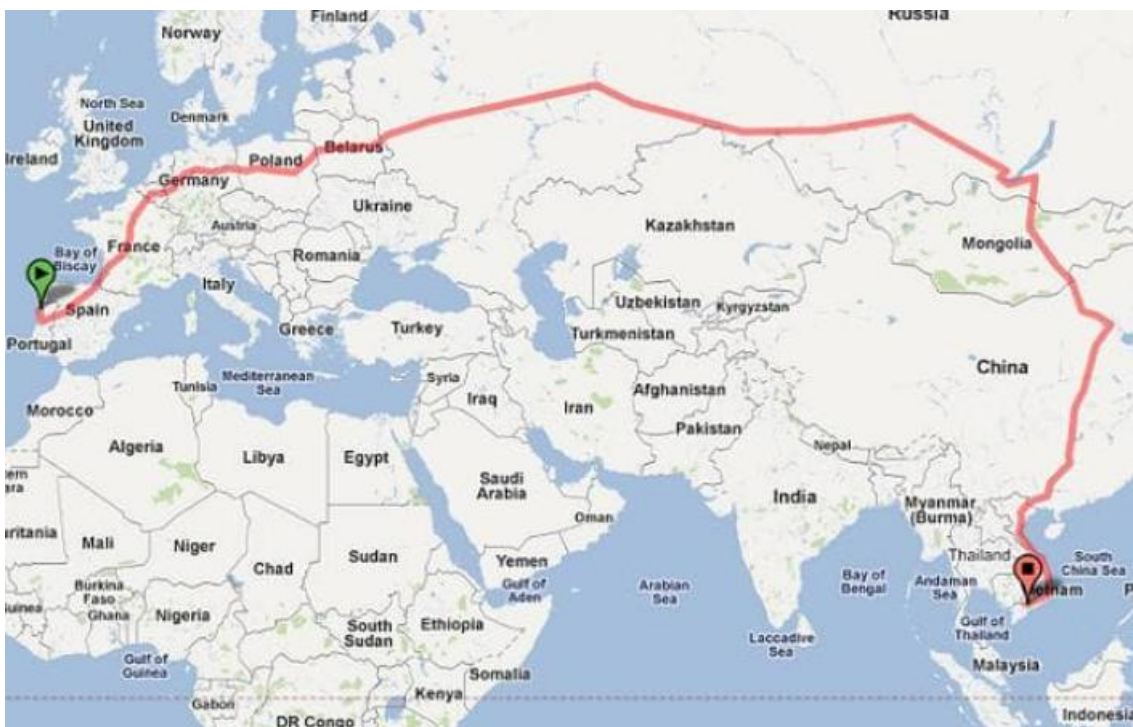 Finland
Russia
Norway
North Sea
United
Kingdom
Denmark
Ireland
Belarus
Poland
Germany
Ukraine
Kazakhstan
Austria
France
Bay of
Biscay
Romania
Mongolia
Italy
Spain
Uzbekistan
Kyrgyzstan
Portugal
Greece
Turkey
Turkmenistan
China
Mediterranean
Sea
Tunisia
Syria
Iraq
Iran
Afghanistan
Morocco
Pakistan
Algeria
Libya
Egypt
Nepal
Saudi
Arabia
India
Myanmar
(Burma)
Oman
Mali
Niger
Sudan
Yemen
Chad
Thailand
South
China Sea
Gulf of
Aden
Arabian
Sea
Bay of
Bengal
Andaman
Sea
Burkina
Faso
Ghana
Nigeria
South
Sudan
Ethiopia
Gulf of
Thailand
Laccadive
Sea
Gulf of
Guinea
Somalia
Malaysia
Kenya
Gabon
DR Congo
Indonesia